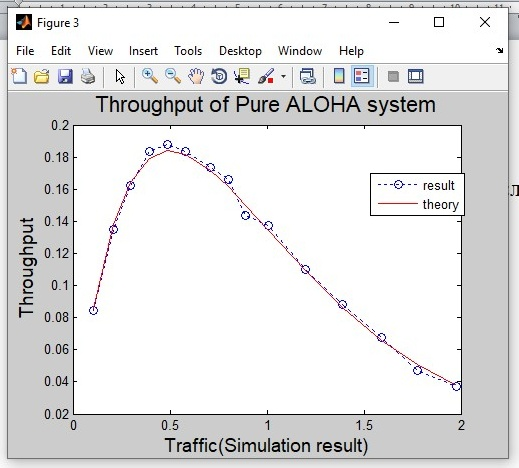 Figure 3
File Edit View Insert Tools Desktop Window Help
Throughput of Pure ALOHA system
0.2
0.18
0.16
0.14
0.12
0.1
0.08
0.06
0.04
0.02
Throughput
result
theory
0 0.5 1 1.5 2
Traffic(Simulation result)